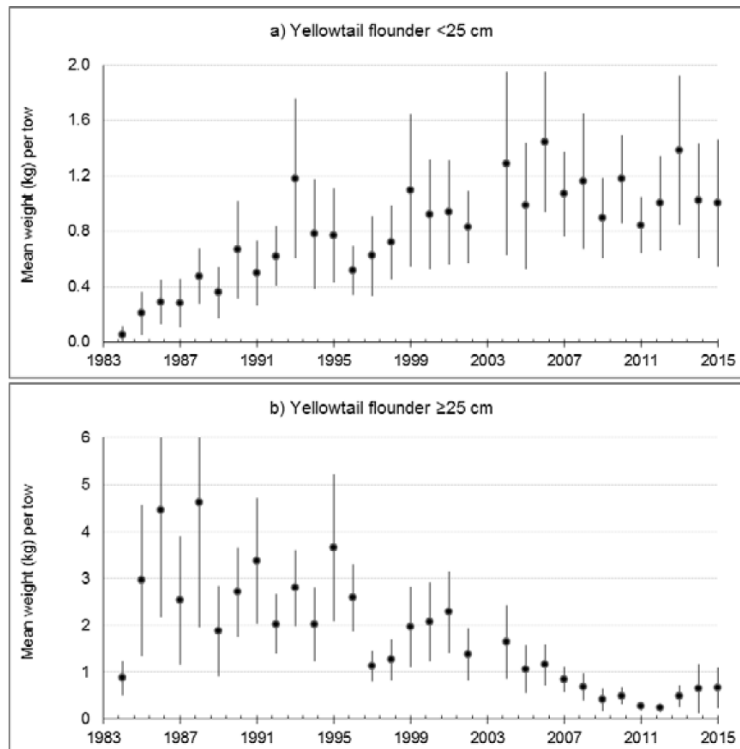 a) Yellowtail flounder <25 cm
Mean weight (kg) per tow
2.0
1.6
1.2
0.8
0.4
0.0
1983 1987 1991 1995 1999 2003 2007 2011 2015
b) Yellowtail flounder ≥25 cm
Mean weight (kg) per tow
6
5
4
3
2
1
0
1983 1987 1991 1995 1999 2003 2007 2011 2015